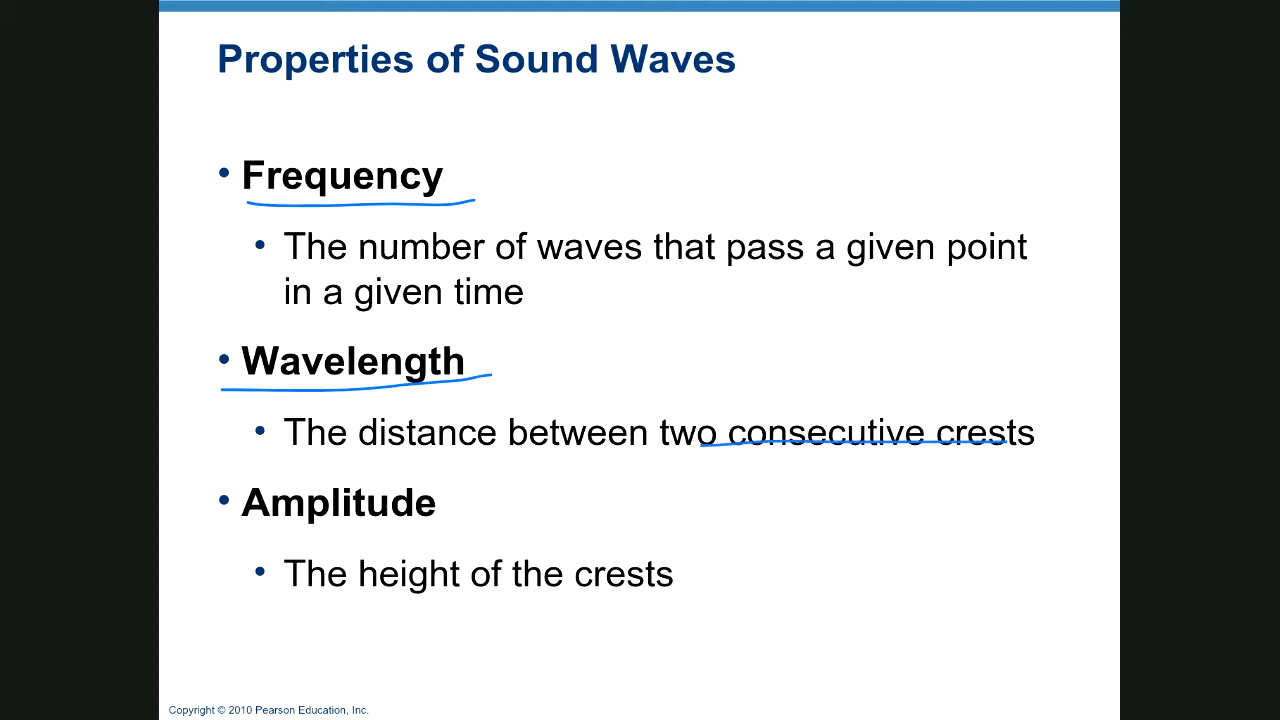 Properties of Sound Waves
• Frequency
• The number of waves that pass a given point
in a given time
• Wavelength
• The distance between two consecutive crests
• Amplitude
• The height of the crests
Copyright © 2010 Pearson Education, Inc.